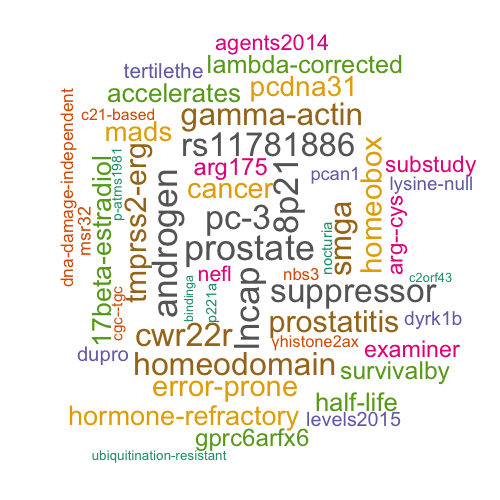 agents2014
tertilethe lambda-corrected
accelerates pcdna31
c21-based gamma-actin
mads rs11781886
dna-damage-independent
msr32
17beta-estradiol
p-atms1981
tmprss2-erg
arg175
cancer
androgen
pc-3
8p21
prostate
pcan1
substudy
lysine-null
homeobox
arg--cys
smga
nocturia
c2orf43
nefl
nbs3
lncap
suppressor
bindinga
p221a
cgc--tgc
cwr22r
prostatitis
dyrk1b
γhistone2ax
dupro
homeodomain
examiner
survivalby
error-prone
half-life
hormone-refractory levels2015
gprc6arfx6
ubiquitination-resistant